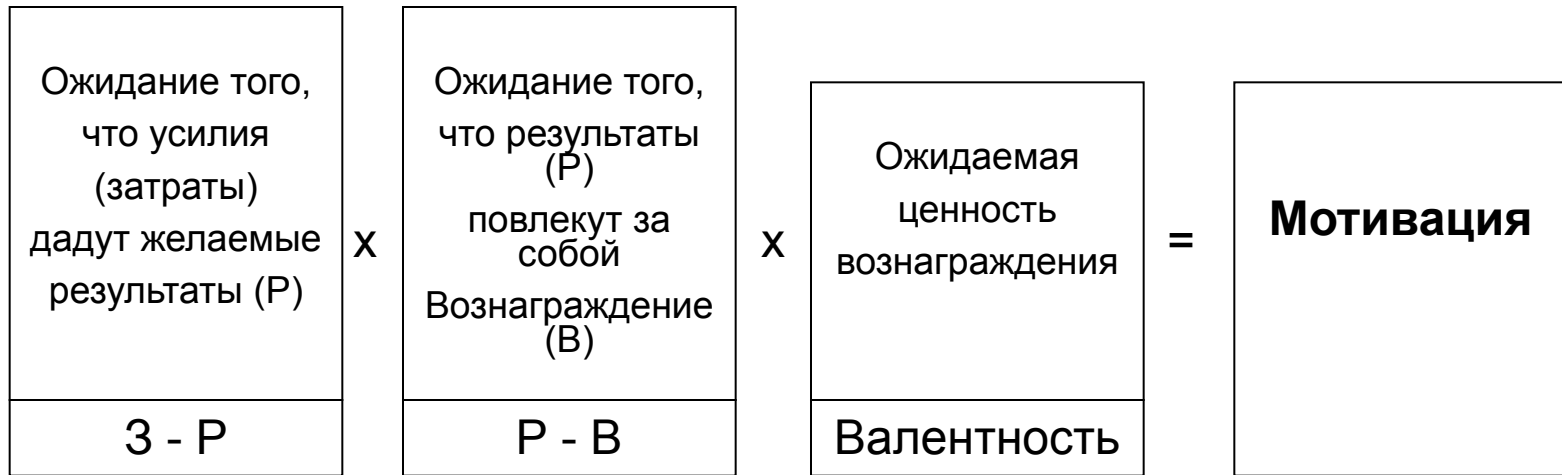 Ожидание того,
что усилия
(затраты)
дадут желаемые
результаты (Р)
З - Р
х
Ожидание того,
что результаты
(Р)
повлекут за
собой
Вознаграждение
(В)
Р - В
х
Ожидаемая
ценность
вознаграждения
Валентность
=
Мотивация